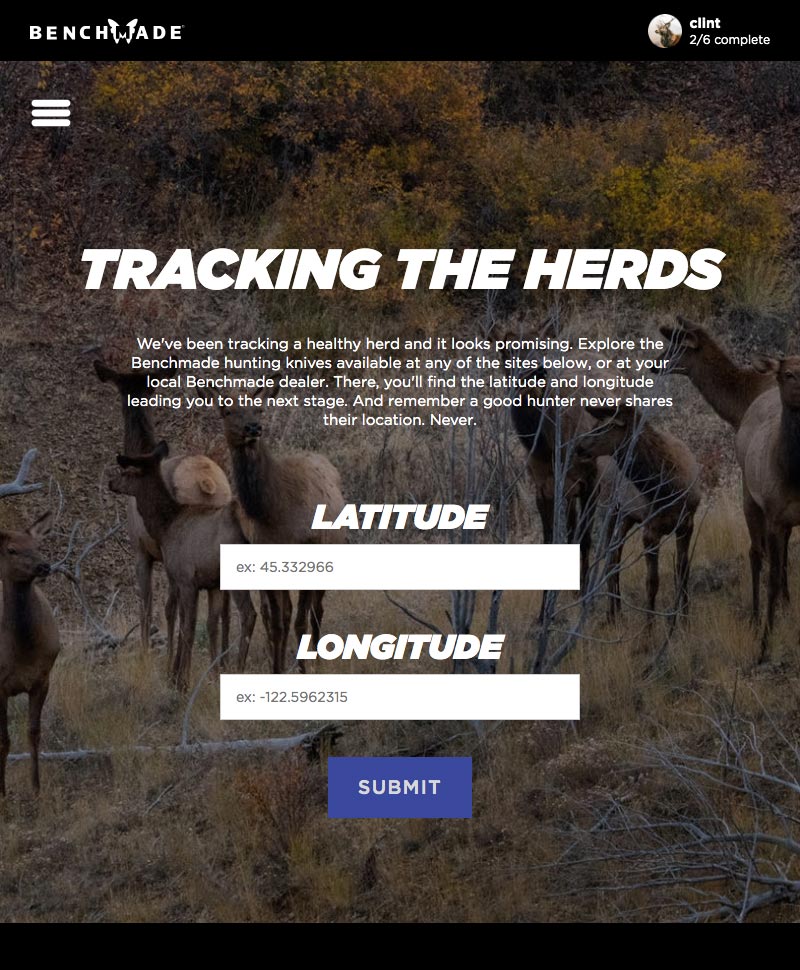 BENCHMADE
clint
2/6 complete
TRACKING THE HERDS
We've been tracking a healthy herd and it looks promising. Explore the
Benchmade hunting knives available at any of the sites below, or at your
local Benchmade dealer. There, you'll find the latitude and longitude
leading you to the next stage. And remember a good hunter never shares
their location. Never.
LATITUDE
ex: 45.332966
LONGITUDE
ex: -122.5962315
SUBMIT